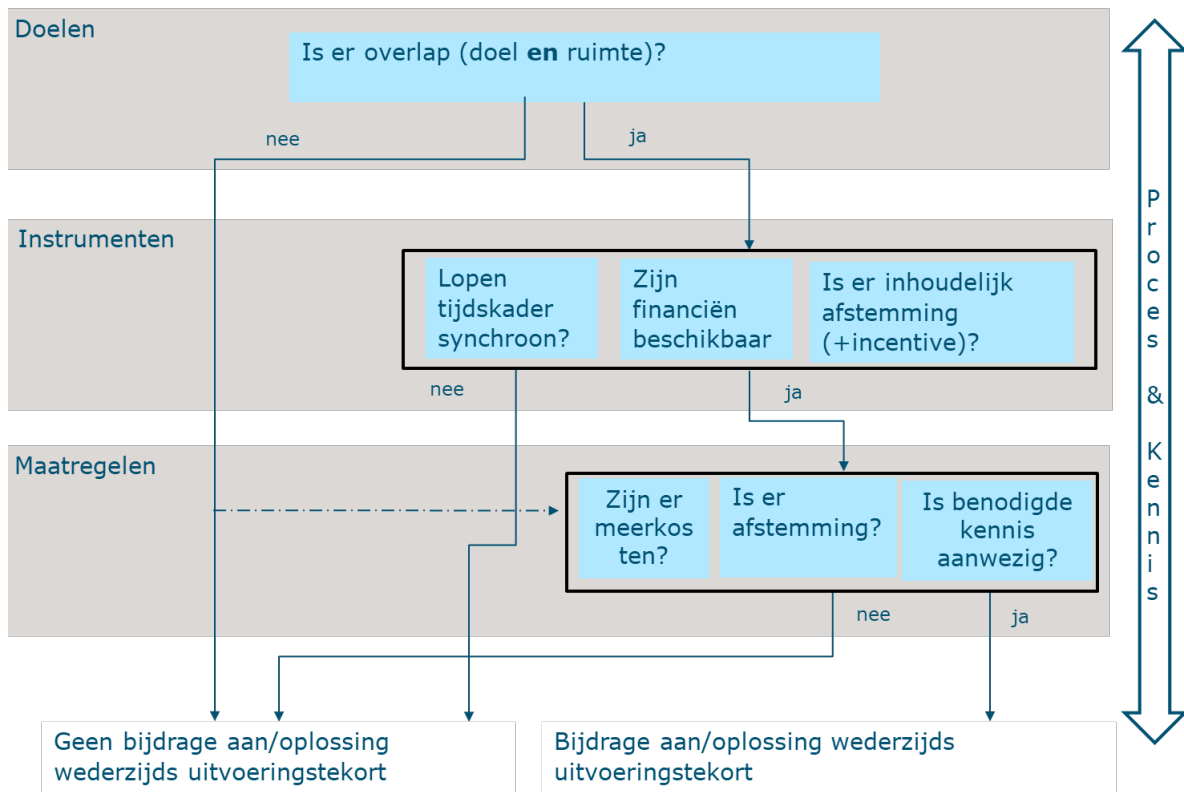 Doelen
Is er overlap (doel en ruimte)?
nee
ja
Instrumenten
Lopen
tijdskader
synchroon?
Zijn
financiën
beschikbaar
Is er inhoudelijk
afstemming
(+incentive)?
nee
ja
Maatregelen
Zijn er
meerkos
ten?
Is er
afstemming?
Is benodigde
kennis
aanwezig?
nee
ja
Geen bijdrage aan/oplossing
wederzijds uitvoeringstekort
Bijdrage aan/oplossing wederzijds
uitvoeringstekort
Proces & Kennis